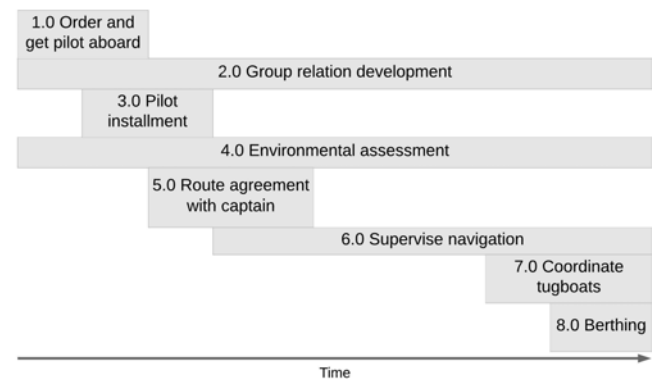 1.0 Order and
get pilot aboard
2.0 Group relation development
3.0 Pilot
installment
4.0 Environmental assessment
5.0 Route agreement
with captain
6.0 Supervise navigation
7.0 Coordinate
tugboats
8.0 Berthing
Time